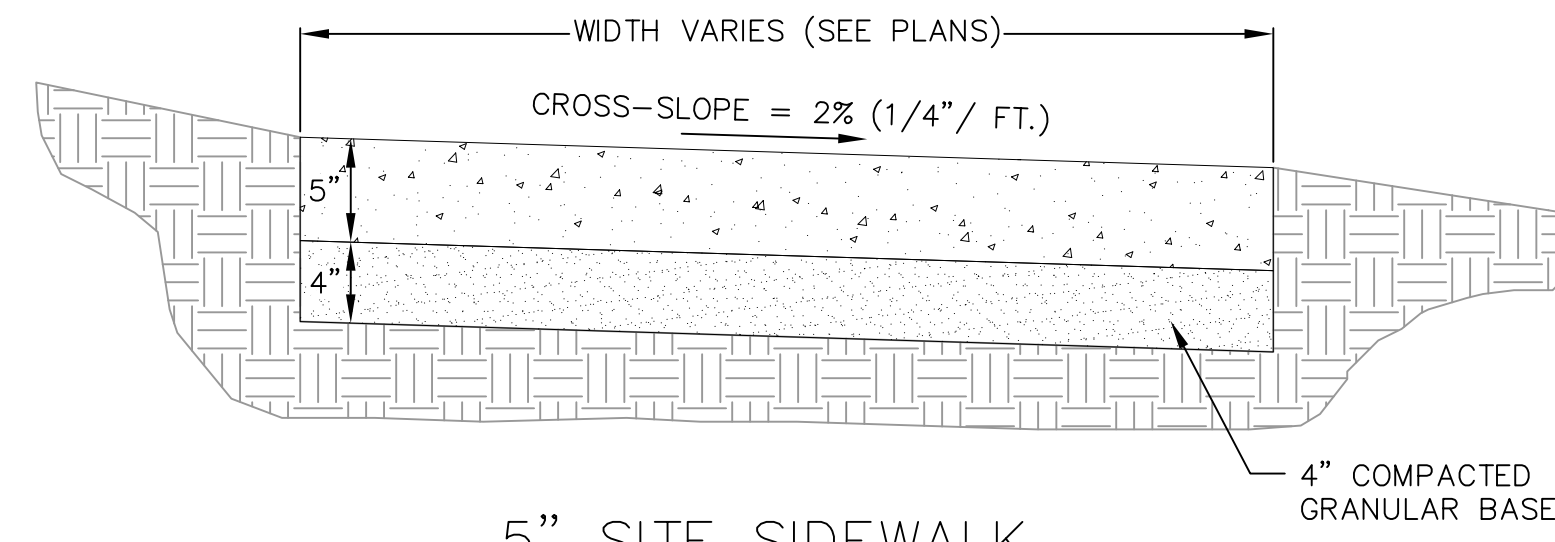 WIDTH VARIES (SEE PLANS)
CROSS-SLOPE = 2% (1/4"/ FT.)
5"
4"
4" COMPACTED
GRANULAR BASE
5" SITE SIDEWALK